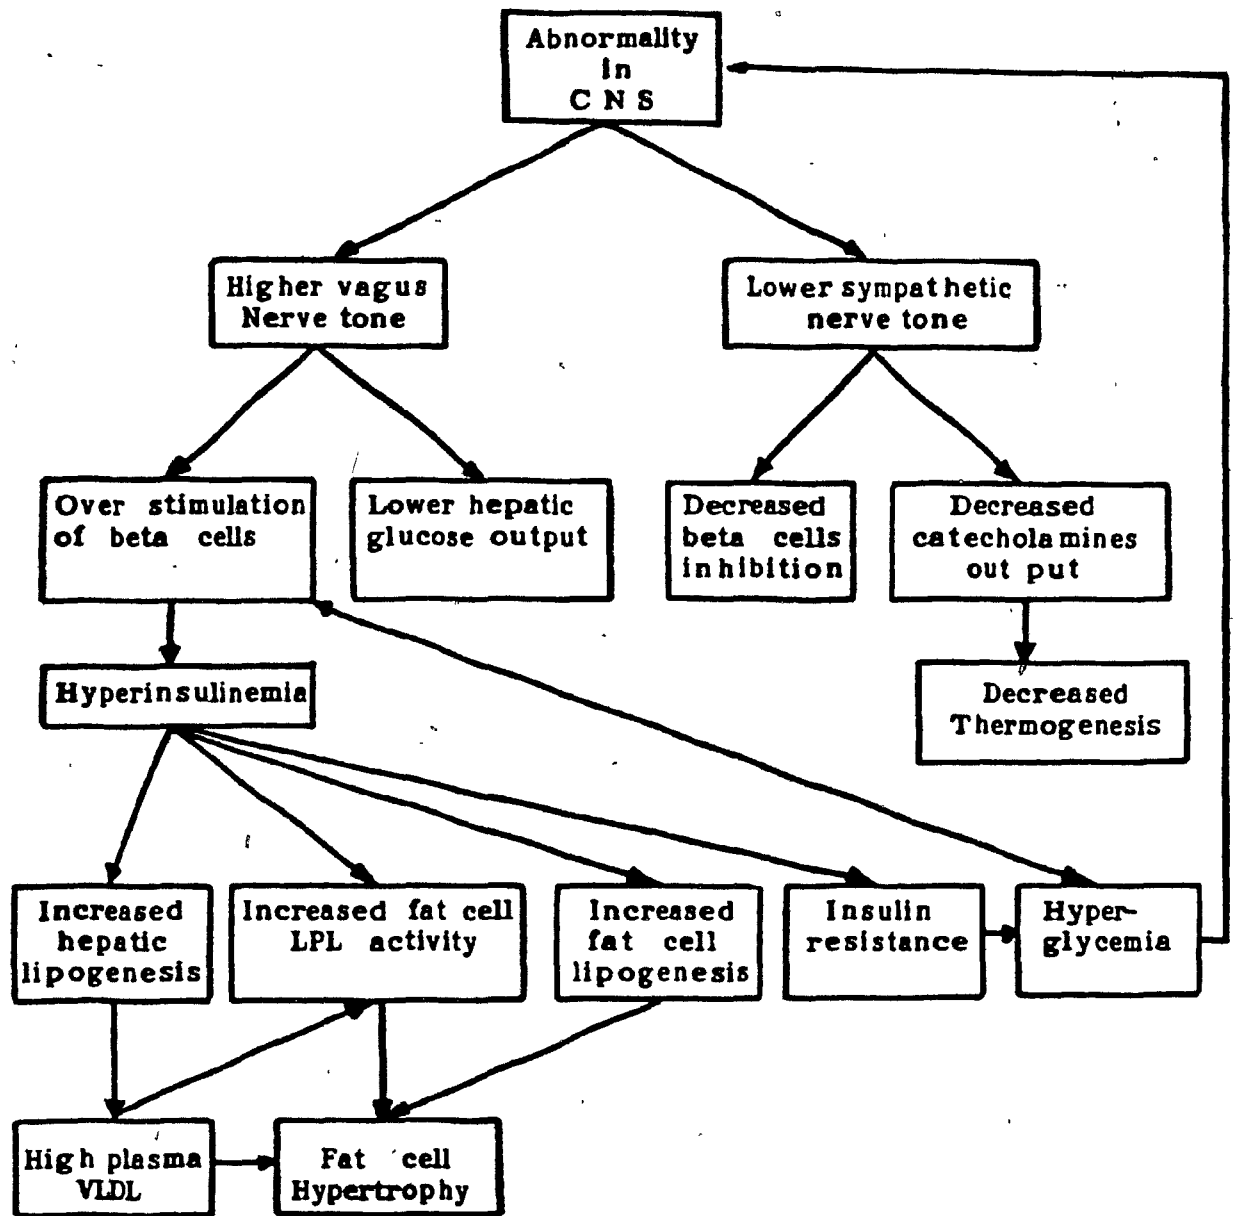 Abnormality
in
C N S
Higher vagus
Nerve tone
Lower sympathetic
nerve tone
Over stimulation
of beta cells
Lower hepatic
glucose output
Decreased
beta cells
inhibition
Decreased
catecholamines
out put
Hyperinsulinemia
Decreased
Thermogenesis
Increased
hepatic
lipogenesis
Increased fat cell
LPL activity
Increased
fat cell
lipogenesis
Insulin
resistance
Hyper-
glycemia
High plasma
VLDL
Fat cell
Hypertrophy